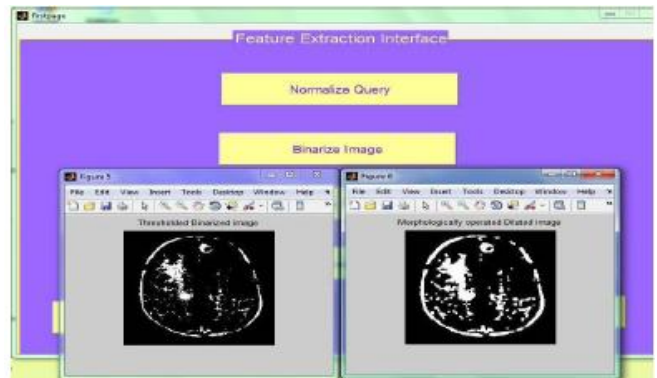 firstpage
Feature Extraction Interface
Normalize Query
Binarize Image
Figure 5
File Edit View Insert Tools Desktop Window Help
Thresholded Binarized image
Figure 6
File Edit View Insert Tools Desktop Window Help
Morphologically operated Dilated image